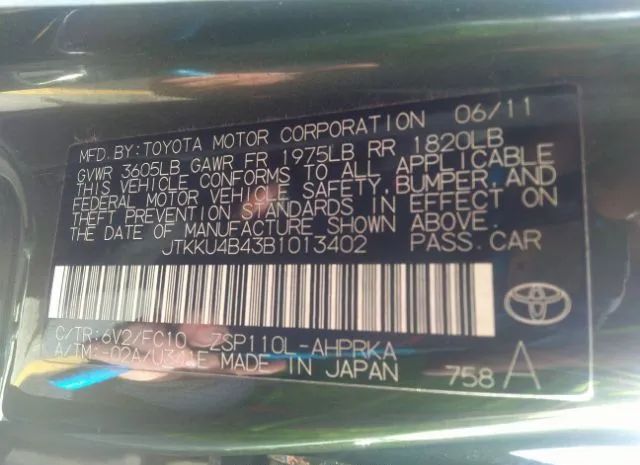 MFD. BY: TOYOTA MOTOR CORPORATION 06/11
GVWR 3605LB GAWR FR 1975LB RR 1820LB
THIS VEHICLE CONFORMS TO ALL APPLICABLE
FEDERAL MOTOR VEHICLE SAFETY, BUMPER, AND
THEFT PREVENTION STANDARDS IN EFFECT ON
THE DATE OF MANUFACTURE SHOWN ABOVE.
JTKKU4B43B1013402 PASS. CAR
C/TR: 6V2/FC10 ZSP110L-AHPRKA
A/TM: -02A/ MADE IN JAPAN
758 A